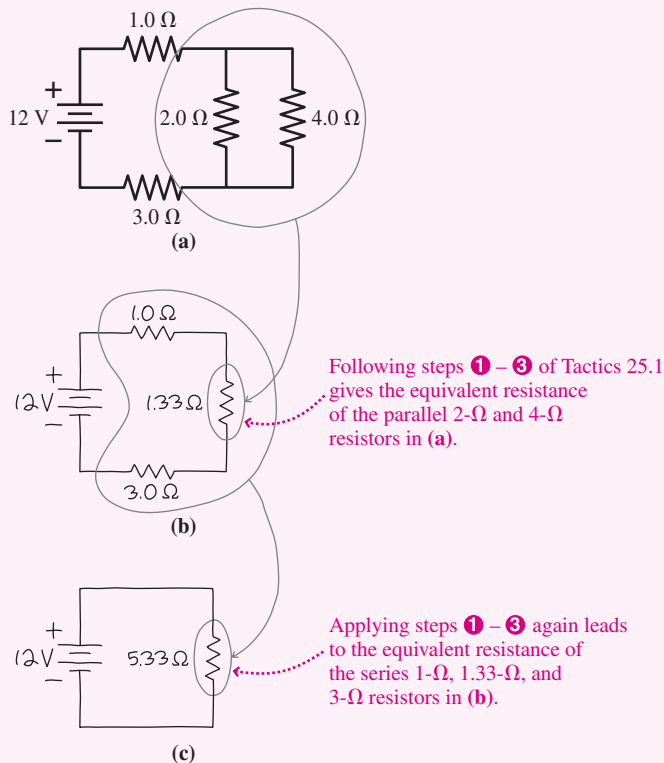 1.0 Ω
+
12 V
−
2.0 Ω
4.0 Ω
3.0 Ω
(a)
1.0 Ω
+
12V
−
1.33Ω
3.0 Ω
(b)
Following steps ❶ – ❸ of Tactics 25.1
gives the equivalent resistance
of the parallel 2-Ω and 4-Ω
resistors in (a).
+
12V
−
5.33Ω
(c)
Applying steps ❶ – ❸ again leads
to the equivalent resistance of
the series 1-Ω, 1.33-Ω, and
3-Ω resistors in (b).